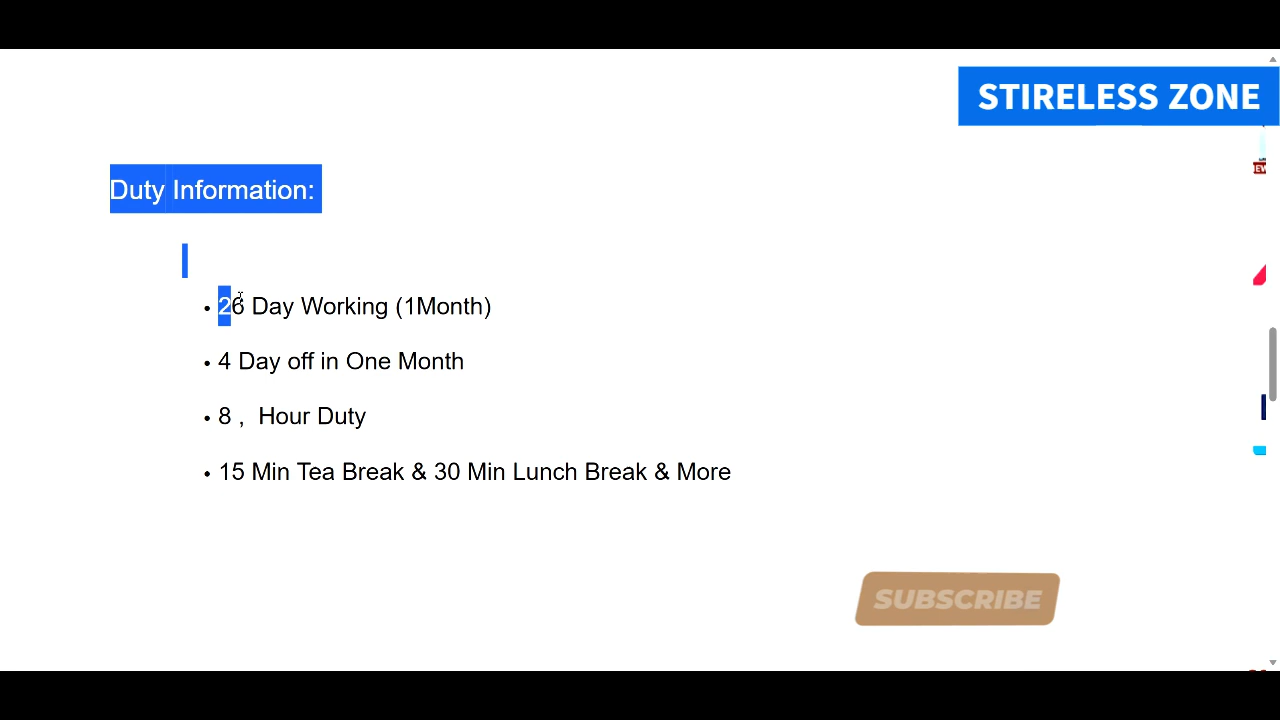 STIRELESS ZONE
Duty Information:
• 26 Day Working (1Month)
• 4 Day off in One Month
• 8 ,  Hour Duty
• 15 Min Tea Break & 30 Min Lunch Break & More
SUBSCRIBE